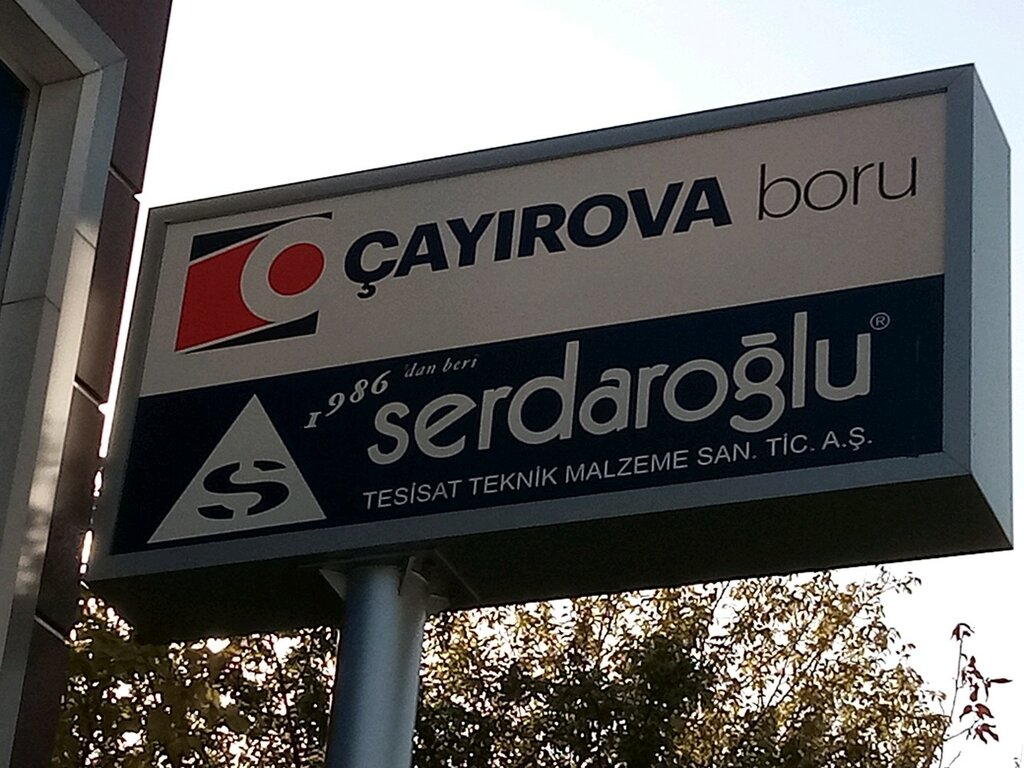 ÇAYIROVA boru
1986 'dan beri
serdaroğlu®
TESİSAT TEKNİK MALZEME SAN. TİC. A.Ş.